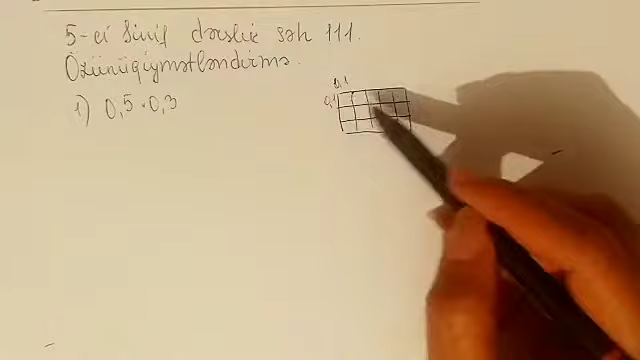 5-ci Sinif dərslik səh 111.
Özünüqiymətləndirmə.
0,1
0,1
1) 0,5 · 0,3